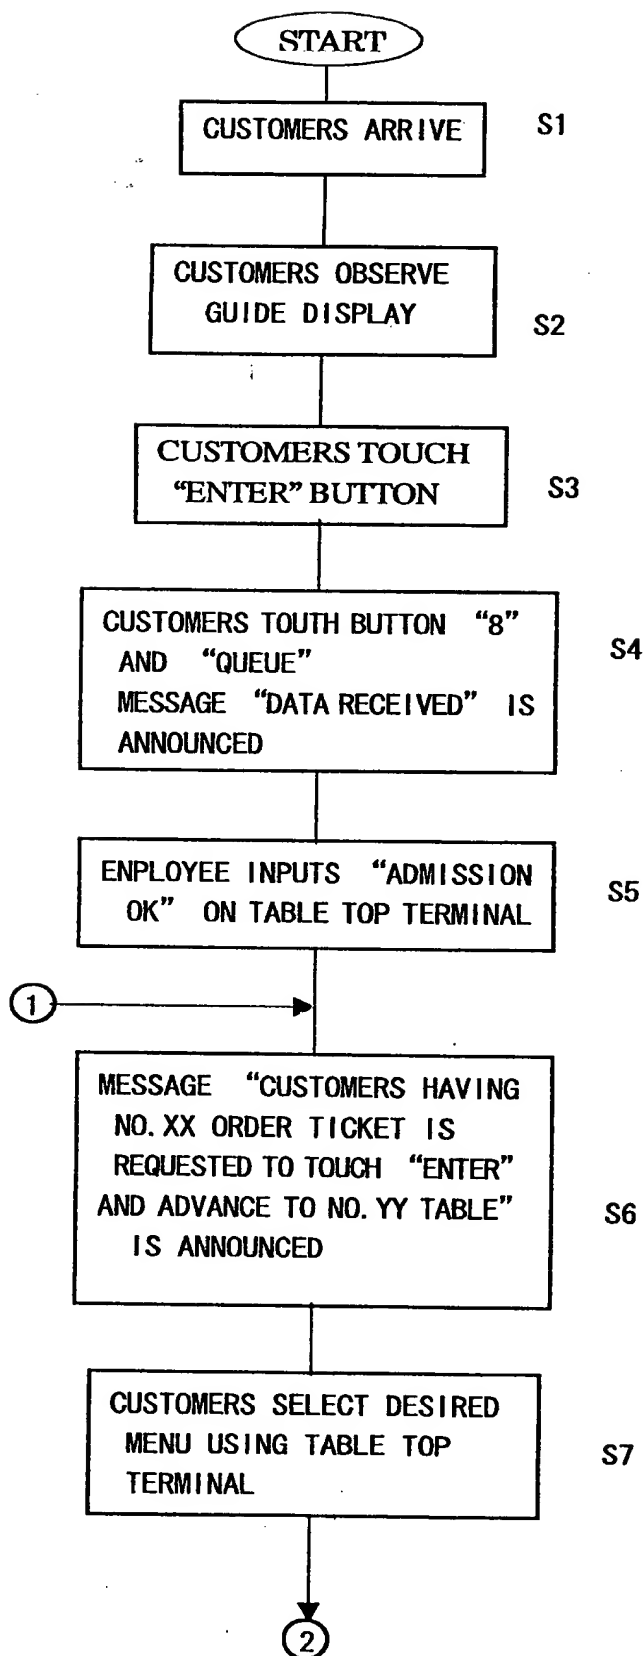 START
CUSTOMERS ARRIVE
S1
CUSTOMERS OBSERVE
GUIDE DISPLAY
S2
CUSTOMERS TOUCH
“ENTER” BUTTON
S3
CUSTOMERS TOUTH BUTTON “8”
AND “QUEUE”
MESSAGE “DATA RECEIVED” IS
ANNOUNCED
S4
ENPLOYEE INPUTS “ADMISSION
OK” ON TABLE TOP TERMINAL
S5
1
MESSAGE “CUSTOMERS HAVING
NO. XX ORDER TICKET IS
REQUESTED TO TOUCH “ENTER”
AND ADVANCE TO NO. YY TABLE”
IS ANNOUNCED
S6
CUSTOMERS SELECT DESIRED
MENU USING TABLE TOP
TERMINAL
S7
2